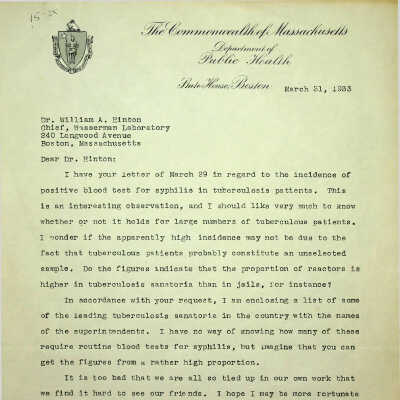 The Commonwealth of Massachusetts
Department of
Public Health
State House, Boston
March 31, 1933
Dr. William A. Hinton
Chief, Wasserman Laboratory
240 Longwood Avenue
Boston, Massachusetts
Dear Dr. Hinton:
I have your letter of March 29 in regard to the incidence of
positive blood test for syphilis in tuberculosis patients. This
is an interesting observation, and I should like very much to know
whether or not it holds for large numbers of tuberculous patients.
I wonder if the apparently high incidence may not be due to the
fact that tuberculous patients probably constitute an unselected
sample. Do the figures indicate that the proportion of reactors is
higher in tuberculosis sanatoria than in jails, for instance?
In accordance with your request, I am enclosing a list of some
of the leading tuberculosis sanatoria in the country with the names
of the superintendents. I have no way of knowing how many of these
require routine blood tests for syphilis, but imagine that you can
get the figures from a rather high proportion.
It is too bad that we are all so tied up in our own work that
we find it hard to see our friends. I hope I may be more fortunate